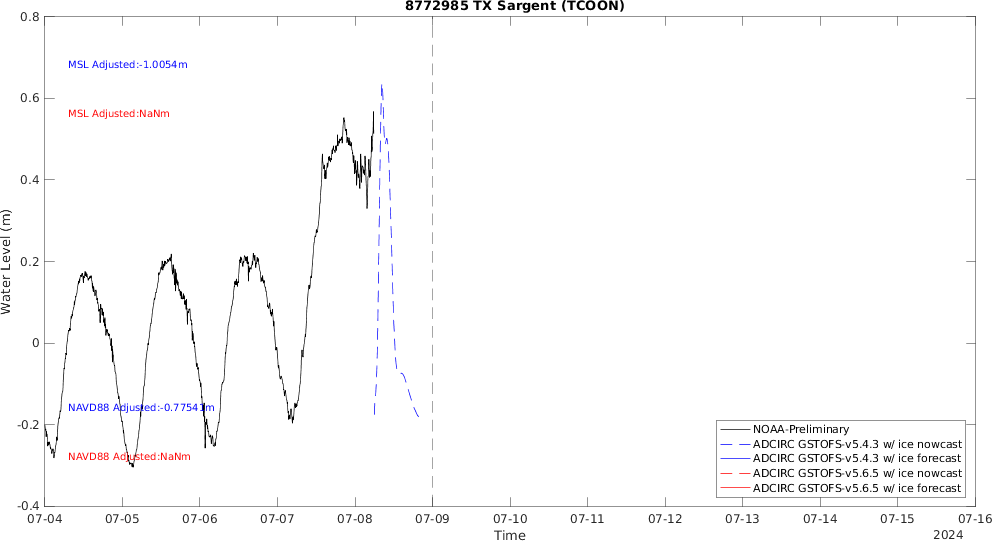 8772985 TX Sargent (TCOON)
0.8
0.6
0.4
0.2
0
-0.2
-0.4
Water Level (m)
MSL Adjusted:-1.0054m
MSL Adjusted:NaNm
NAVD88 Adjusted:-0.77541m
NAVD88 Adjusted:NaNm
NOAA-Preliminary
ADCIRC GSTOFS-v5.4.3 w/ ice nowcast
ADCIRC GSTOFS-v5.4.3 w/ ice forecast
ADCIRC GSTOFS-v5.6.5 w/ ice nowcast
ADCIRC GSTOFS-v5.6.5 w/ ice forecast
07-04 07-05 07-06 07-07 07-08 07-09 07-10 07-11 07-12 07-13 07-14 07-15 07-16
Time
2024